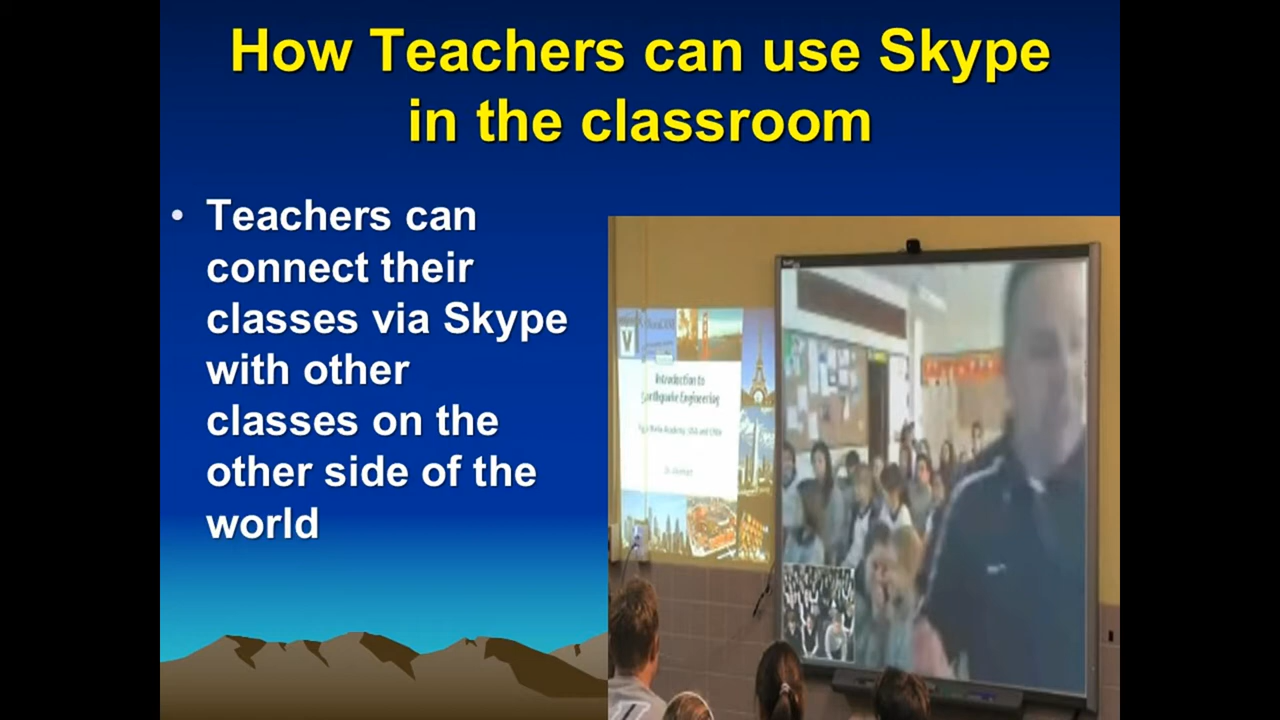 How Teachers can use Skype
in the classroom
• Teachers can
connect their
classes via Skype
with other
classes on the
other side of the
world
V
Introduction to
Earthquake Engineering